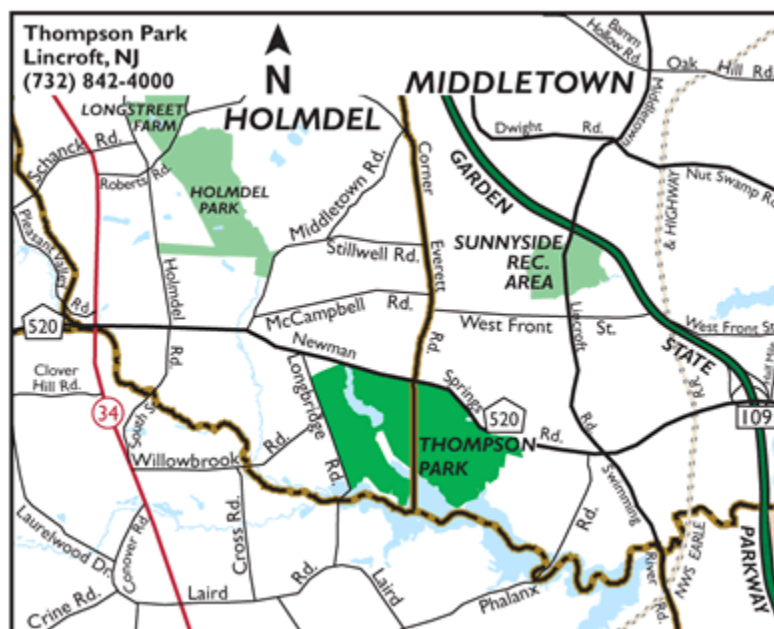 Thompson Park
Lincroft, NJ
(732) 842-4000
N
HOLMDEL
MIDDLETOWN
Bamm
Hollow Rd.
Oak Hill Rd.
Middletown
LONGSTREET
FARM
Schanck Rd.
Roberts Rd.
HOLMDEL
PARK
Middletown Rd.
Corner
Everett
Rd.
Dwight Rd.
Nut Swamp Rd.
GARDEN
STATE
PARKWAY
& HIGHWAY
R.R.
NWS EARLE
Pleasant Valley
Rd.
Stillwell Rd.
SUNNYSIDE
REC.
AREA
Holmdel
Rd.
McCampbell Rd.
West Front St.
West Front St.
Lincroft
Rd.
520
Newman
Springs
Rd.
520
109
Clover
Hill Rd.
34
South St.
Longbridge
Rd.
THOMPSON
PARK
Willowbrook Rd.
Cross Rd.
Swimming
River
Rd.
Laurelwood Dr.
Conover Rd.
Crine Rd.
Laird Rd.
Laird
Phalanx
Rd.